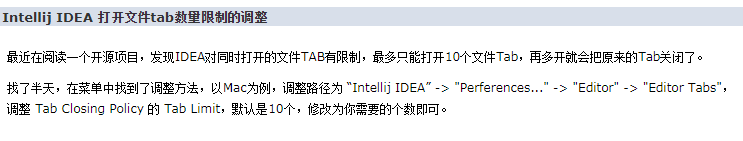 Intellij IDEA 打开文件tab数量限制的调整
最近在阅读一个开源项目，发现IDEA对同时打开的文件TAB有限制，最多只能打开10个文件Tab，再多开就会把原来的Tab关闭了。
找了半天，在菜单中找到了调整方法，以Mac为例，调整路径为 “Intellij IDEA” -> "Perferences..." -> "Editor" -> "Editor Tabs"，
调整 Tab Closing Policy 的 Tab Limit，默认是10个，修改为你需要的个数即可。